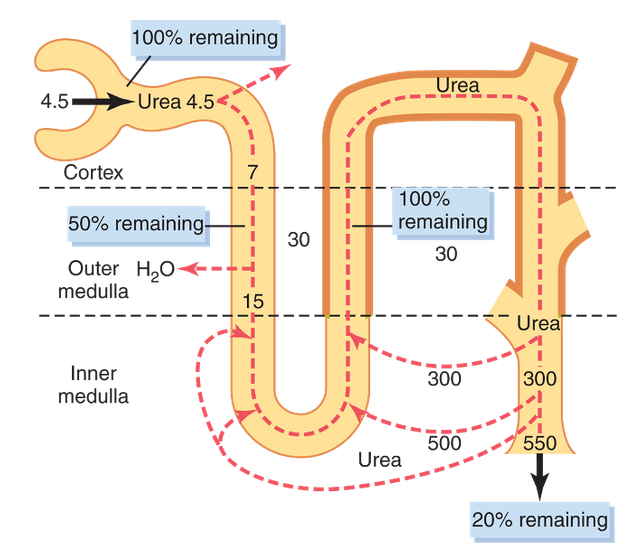 100% remaining
4.5
Urea 4.5
Urea
Cortex
7
50% remaining
30
100%
remaining
30
Outer
medulla
H₂O
15
Urea
Inner
medulla
300
300
500
550
Urea
20% remaining